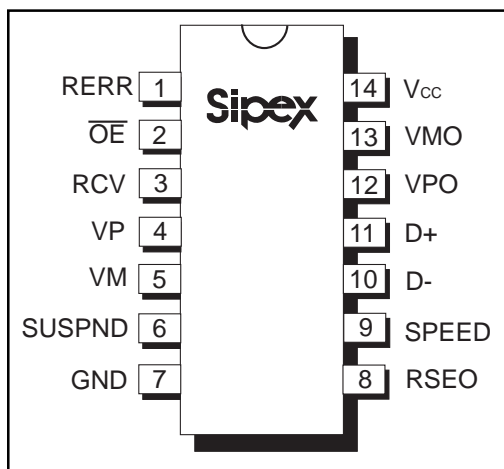 RERR 1 Sipex 14 Vcc
OE 2 13 VMO
RCV 3 12 VPO
VP 4 11 D+
VM 5 10 D-
SUSPND 6 9 SPEED
GND 7 8 RSEO